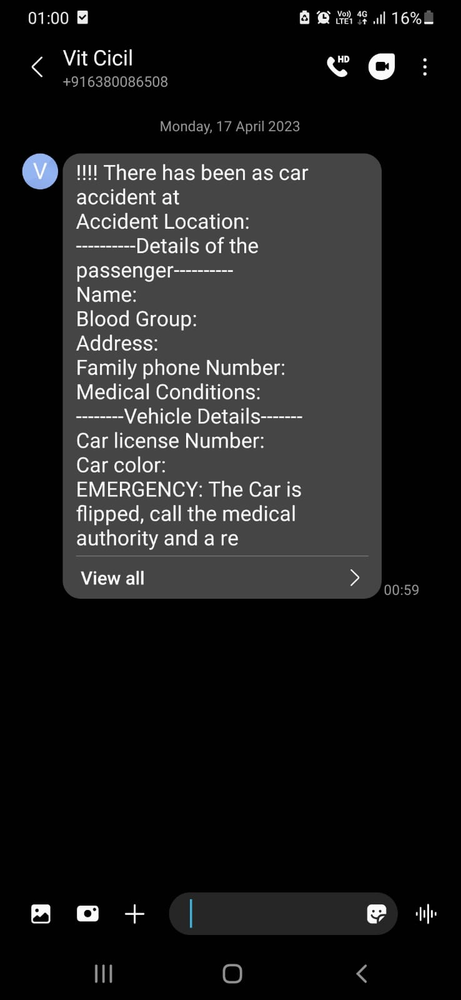 01:00 Vo)) LTE1 4G 16%
Vit Cicil HD
+916380086508
Monday, 17 April 2023
V
!!!! There has been as car
accident at
Accident Location:
----------Details of the
passenger----------
Name:
Blood Group:
Address:
Family phone Number:
Medical Conditions:
--------Vehicle Details-------
Car license Number:
Car color:
EMERGENCY: The Car is
flipped, call the medical
authority and a re
View all
00:59